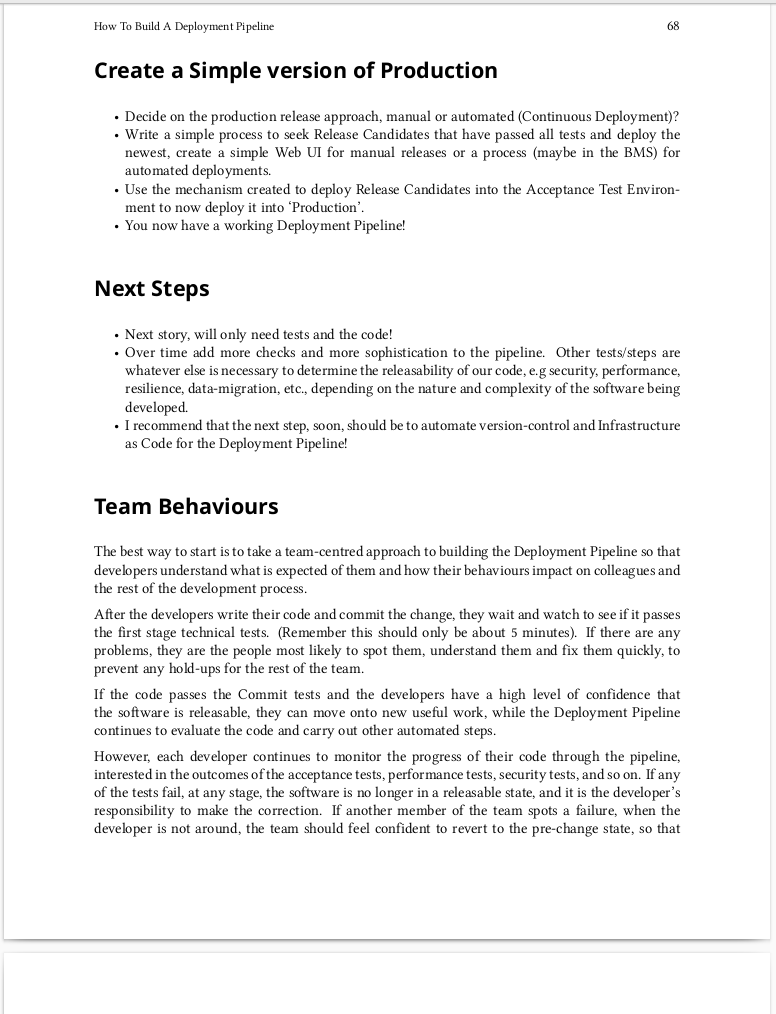 How To Build A Deployment Pipeline 68
Create a Simple version of Production
• Decide on the production release approach, manual or automated (Continuous Deployment)?
• Write a simple process to seek Release Candidates that have passed all tests and deploy the
newest, create a simple Web UI for manual releases or a process (maybe in the BMS) for
automated deployments.
• Use the mechanism created to deploy Release Candidates into the Acceptance Test Environ-
ment to now deploy it into ‘Production’.
• You now have a working Deployment Pipeline!
Next Steps
• Next story, will only need tests and the code!
• Over time add more checks and more sophistication to the pipeline. Other tests/steps are
whatever else is necessary to determine the releasability of our code, e.g security, performance,
resilience, data-migration, etc., depending on the nature and complexity of the software being
developed.
• I recommend that the next step, soon, should be to automate version-control and Infrastructure
as Code for the Deployment Pipeline!
Team Behaviours
The best way to start is to take a team-centred approach to building the Deployment Pipeline so that
developers understand what is expected of them and how their behaviours impact on colleagues and
the rest of the development process.
After the developers write their code and commit the change, they wait and watch to see if it passes
the first stage technical tests. (Remember this should only be about 5 minutes). If there are any
problems, they are the people most likely to spot them, understand them and fix them quickly, to
prevent any hold-ups for the rest of the team.
If the code passes the Commit tests and the developers have a high level of confidence that
the software is releasable, they can move onto new useful work, while the Deployment Pipeline
continues to evaluate the code and carry out other automated steps.
However, each developer continues to monitor the progress of their code through the pipeline,
interested in the outcomes of the acceptance tests, performance tests, security tests, and so on. If any
of the tests fail, at any stage, the software is no longer in a releasable state, and it is the developer’s
responsibility to make the correction. If another member of the team spots a failure, when the
developer is not around, the team should feel confident to revert to the pre-change state, so that